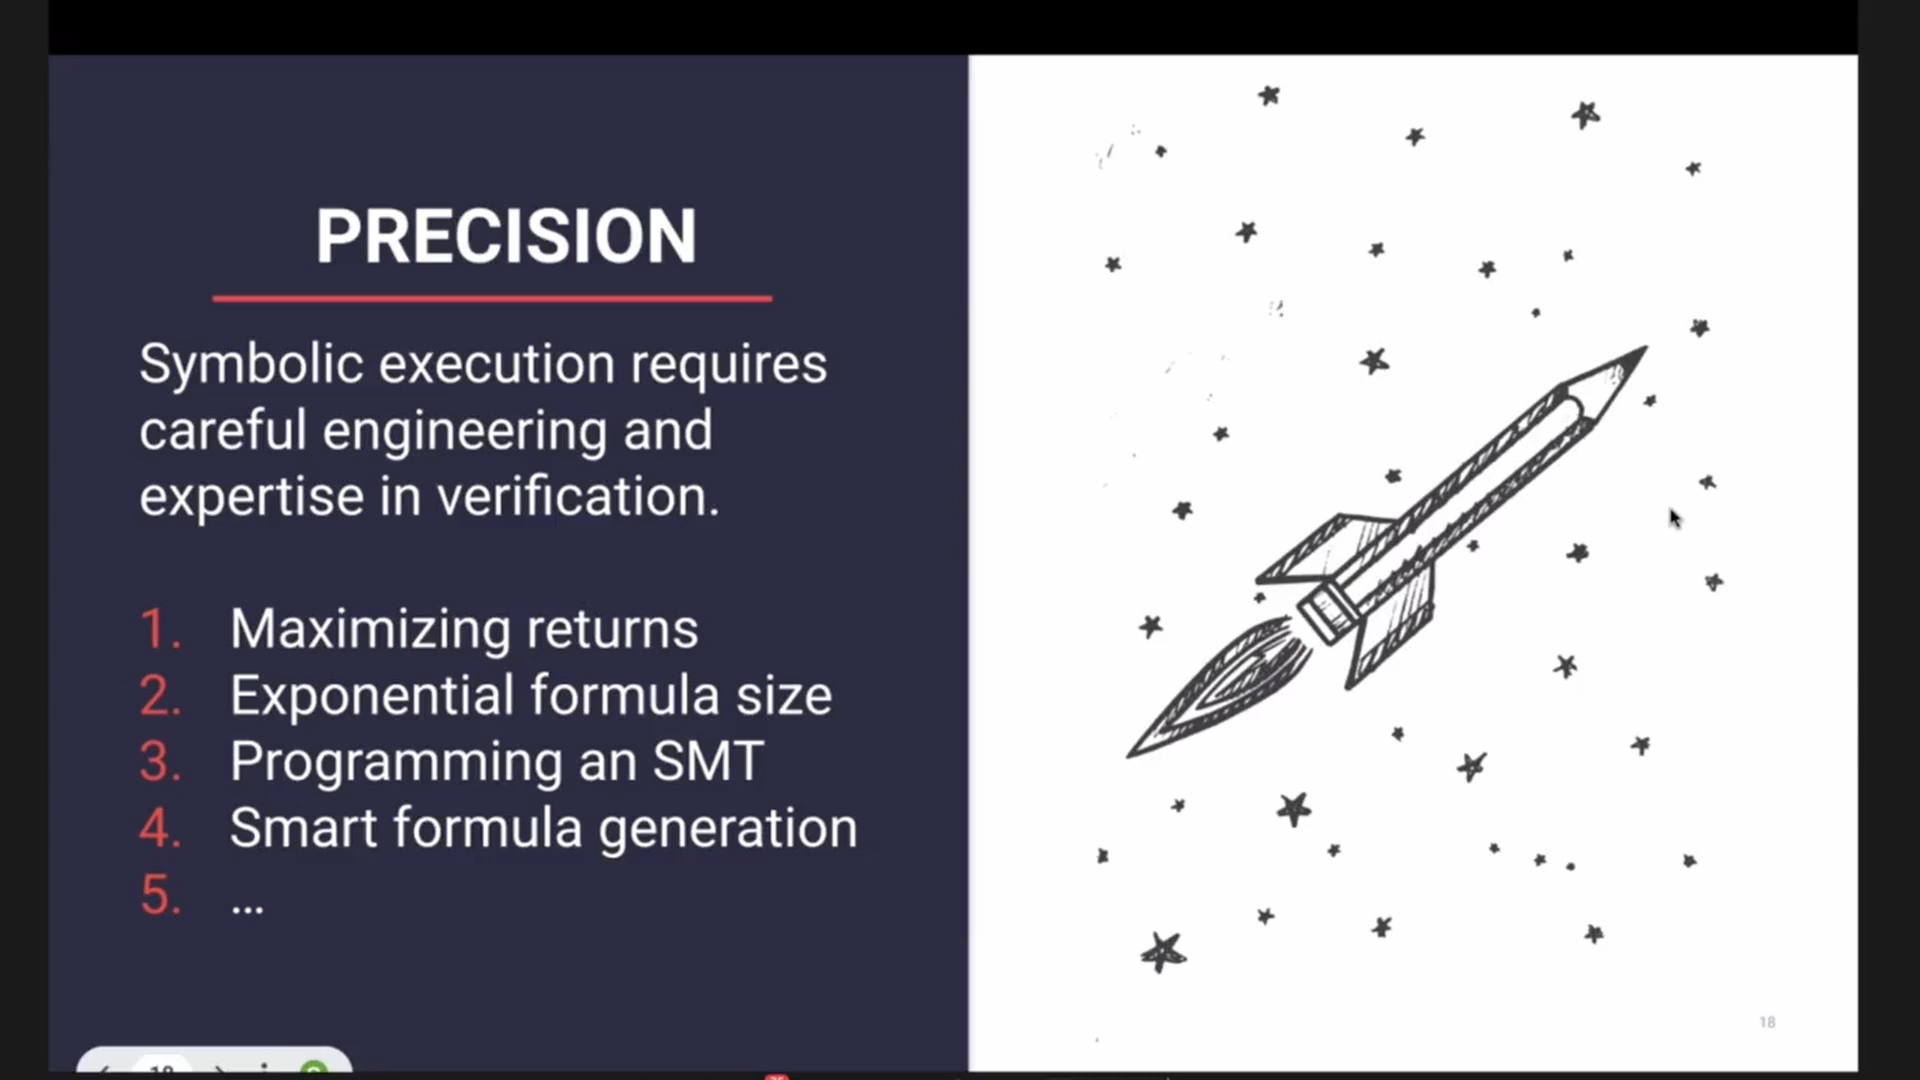 PRECISION
Symbolic execution requires
careful engineering and
expertise in verification.
1. Maximizing returns
2. Exponential formula size
3. Programming an SMT
4. Smart formula generation
5. ...
18